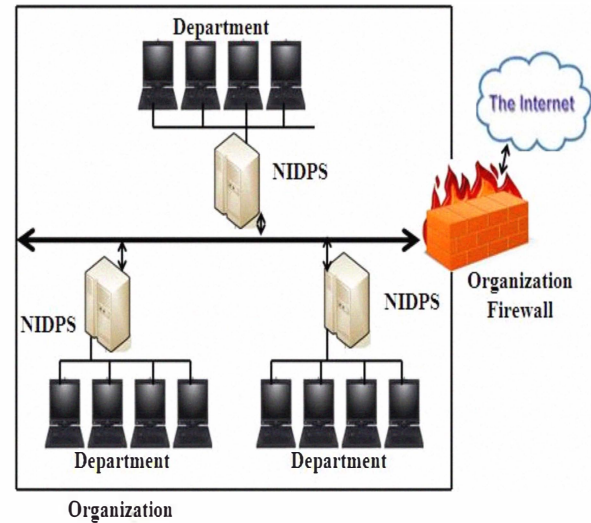 Department
The Internet
NIDPS
Organization
Firewall
NIDPS
NIDPS
Department
Department
Organization